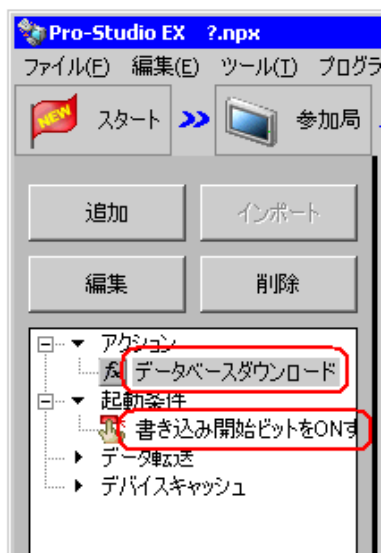 Pro-Studio EX ?.npx
ファイル(F) 編集(E) ツール(T) プログラ
NEW スタート 参加局
追加 インポート
編集 削除
アクション
fx データベースダウンロード
起動条件
書き込み開始ビットをONす
データ転送
デバイスキャッシュ